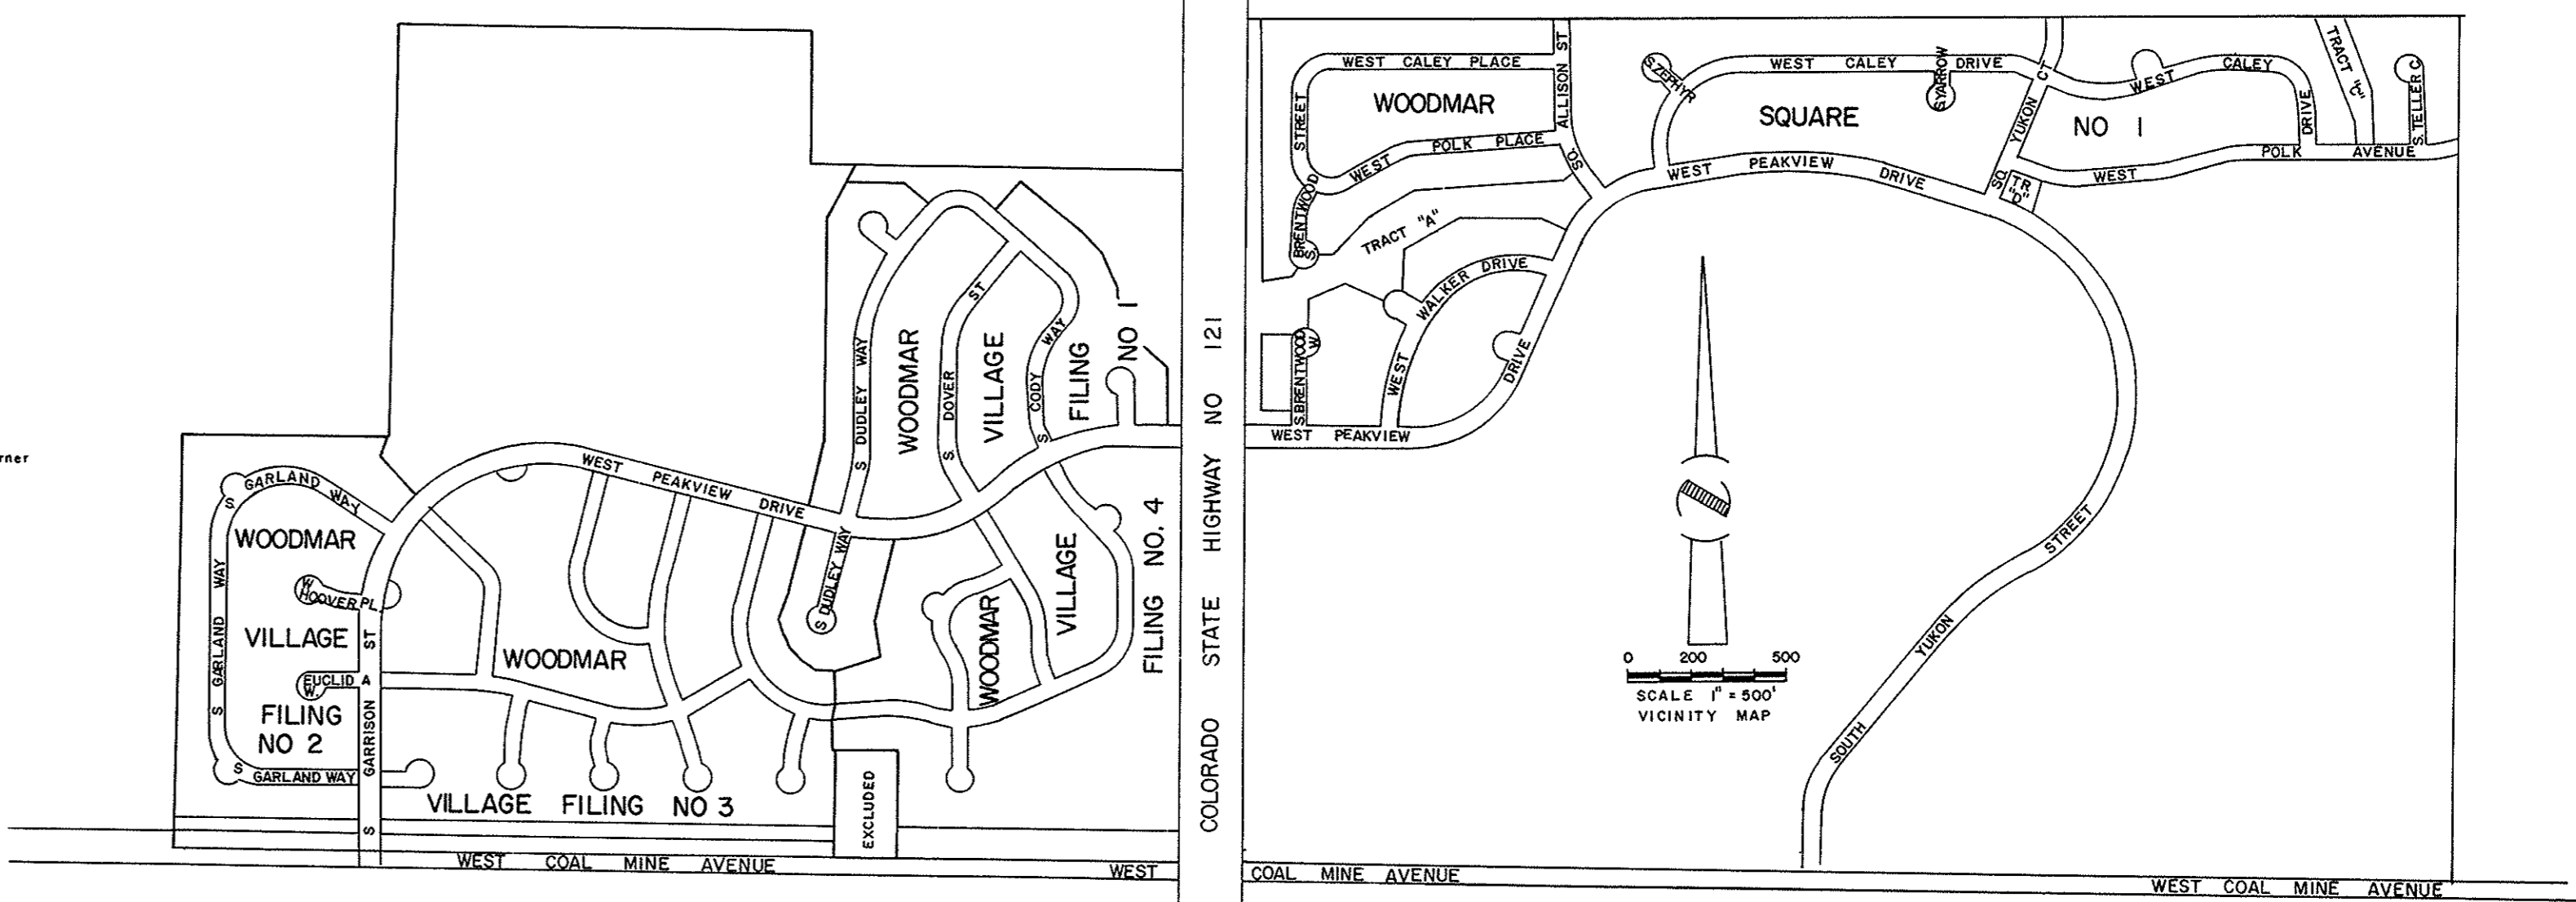 rner
S GARLAND WAY
WOODMAR
S GARLAND WAY
W. HOOVER PL.
VILLAGE
EUCLID A
W.
FILING
NO 2
S GARLAND WAY
S GARRISON ST
WEST PEAKVIEW DRIVE
WOODMAR
VILLAGE FILING NO 3
S DUDLEY WAY
S DUDLEY WAY
WOODMAR
VILLAGE
FILING NO 1
S. DOVER ST
S CODY WAY
WOODMAR
VILLAGE
FILING NO. 4
EXCLUDED
WEST COAL MINE AVENUE
WEST
COLORADO STATE HIGHWAY NO 121
WEST CALEY PLACE
STREET
WOODMAR
ALLISON ST
SO.
WEST POLK PLACE
BRENTWOOD
S.
TRACT "A"
WEST WALKER DRIVE
S. BRENTWOOD
W.
WEST PEAKVIEW
DRIVE
WEST PEAKVIEW DRIVE
S. ZEPHYR
WEST CALEY DRIVE
S YARROW
SQUARE
SO. YUKON CT
NO 1
WEST CALEY DRIVE
TRACT "C"
S. TELLER C.
WEST POLK AVENUE
TR
"D"
SOUTH YUKON STREET
0 200 500
SCALE 1" = 500'
VICINITY MAP
COAL MINE AVENUE
WEST COAL MINE AVENUE